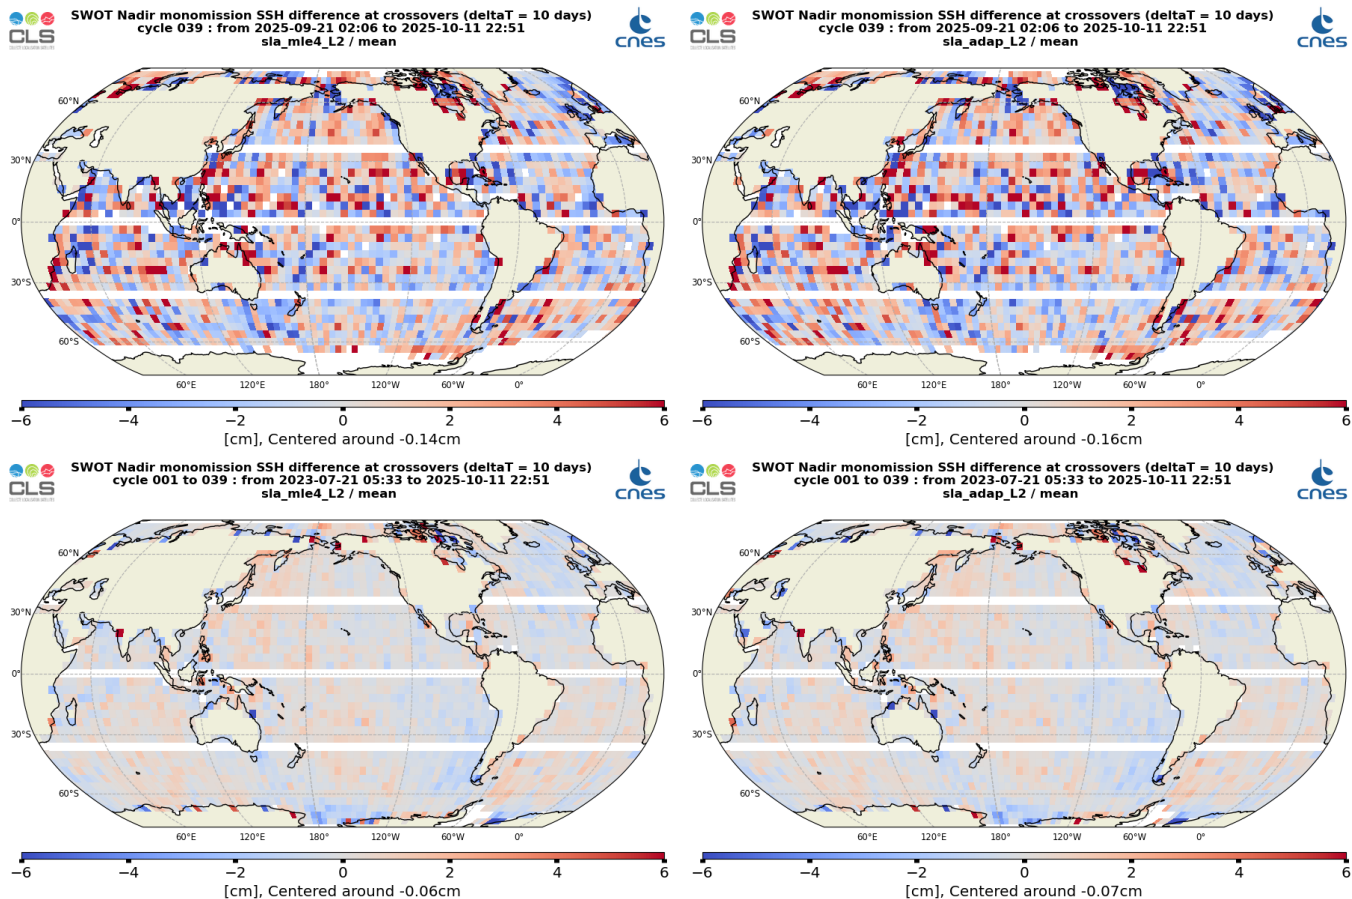 SWOT Nadir monomission SSH difference at crossovers (deltaT = 10 days)
cycle 039 : from 2025-09-21 02:06 to 2025-10-11 22:51
sla_mle4_L2 / mean
CLS
cnes
60°N
30°N
0°
30°S
60°S
60°E 120°E 180° 120°W 60°W 0°
−6 −4 −2 0 2 4 6
[cm], Centered around -0.14cm
SWOT Nadir monomission SSH difference at crossovers (deltaT = 10 days)
cycle 039 : from 2025-09-21 02:06 to 2025-10-11 22:51
sla_adap_L2 / mean
CLS
cnes
60°N
30°N
0°
30°S
60°S
60°E 120°E 180° 120°W 60°W 0°
−6 −4 −2 0 2 4 6
[cm], Centered around -0.16cm
SWOT Nadir monomission SSH difference at crossovers (deltaT = 10 days)
cycle 001 to 039 : from 2023-07-21 05:33 to 2025-10-11 22:51
sla_mle4_L2 / mean
CLS
cnes
60°N
30°N
0°
30°S
60°S
60°E 120°E 180° 120°W 60°W 0°
−6 −4 −2 0 2 4 6
[cm], Centered around -0.06cm
SWOT Nadir monomission SSH difference at crossovers (deltaT = 10 days)
cycle 001 to 039 : from 2023-07-21 05:33 to 2025-10-11 22:51
sla_adap_L2 / mean
CLS
cnes
60°N
30°N
0°
30°S
60°S
60°E 120°E 180° 120°W 60°W 0°
−6 −4 −2 0 2 4 6
[cm], Centered around -0.07cm